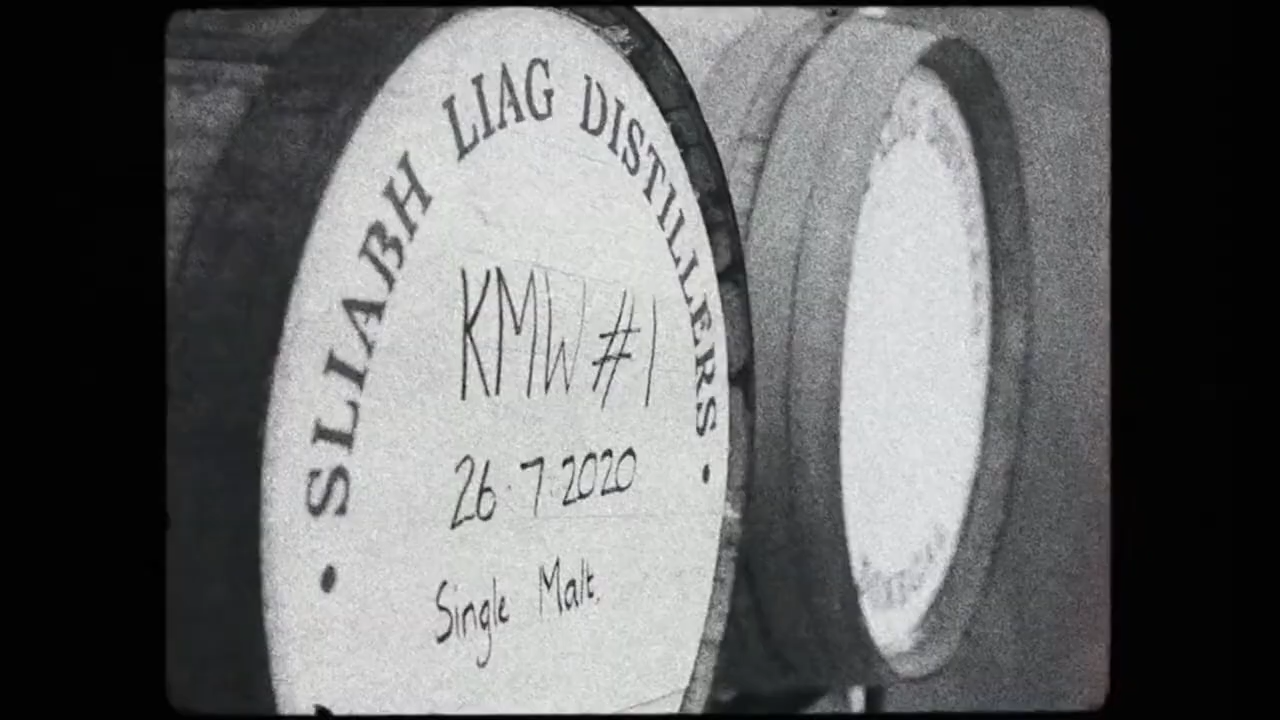 • SLIABH LIAG DISTILLERS •
KMW #1
26·7·2020
Single Malt.